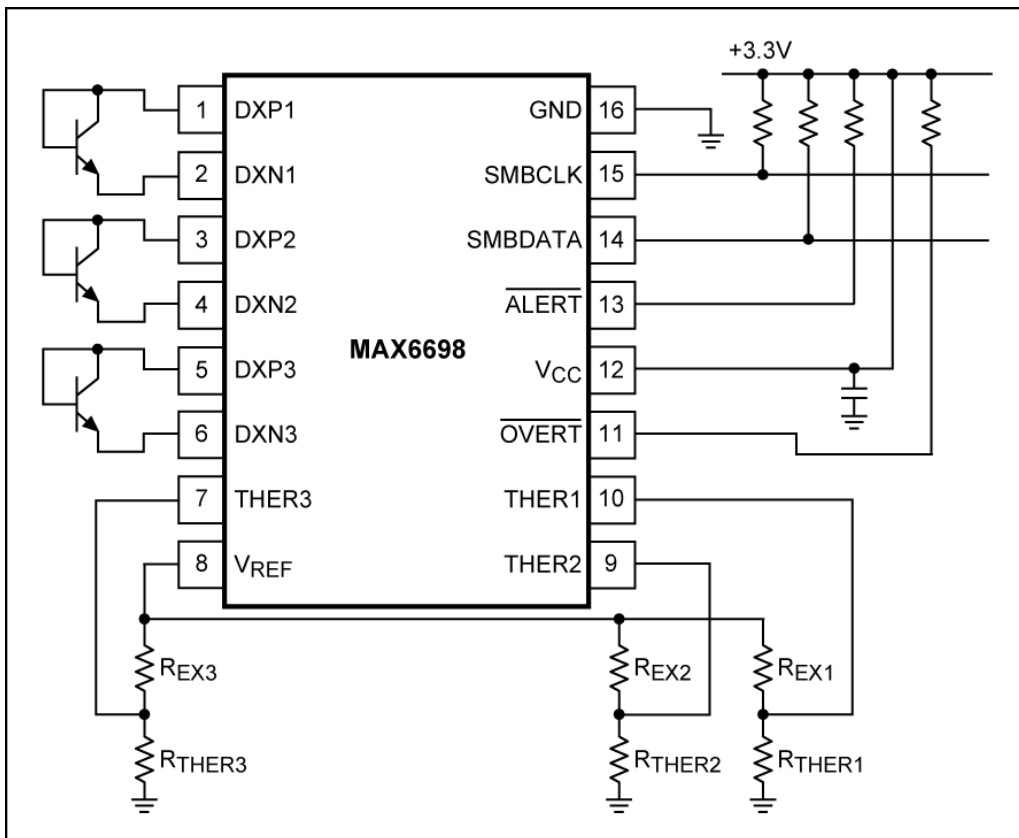 +3.3V
1 DXP1 GND 16
2 DXN1 SMBCLK 15
3 DXP2 SMBDATA 14
4 DXN2 ALERT 13
MAX6698
5 DXP3 VCC 12
6 DXN3 OVERT 11
7 THER3 THER1 10
8 VREF THER2 9
REX3 REX2 REX1
RTHER3 RTHER2 RTHER1